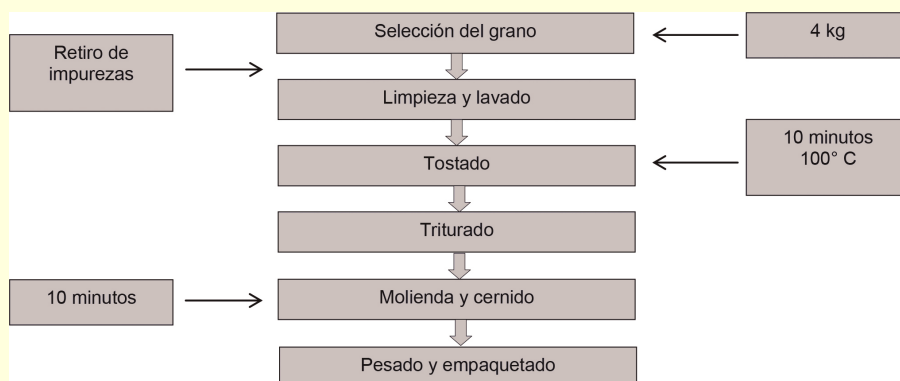 Selección del grano
4 kg
Retiro de
impurezas
Limpieza y lavado
10 minutos
100° C
Tostado
Triturado
10 minutos
Molienda y cernido
Pesado y empaquetado